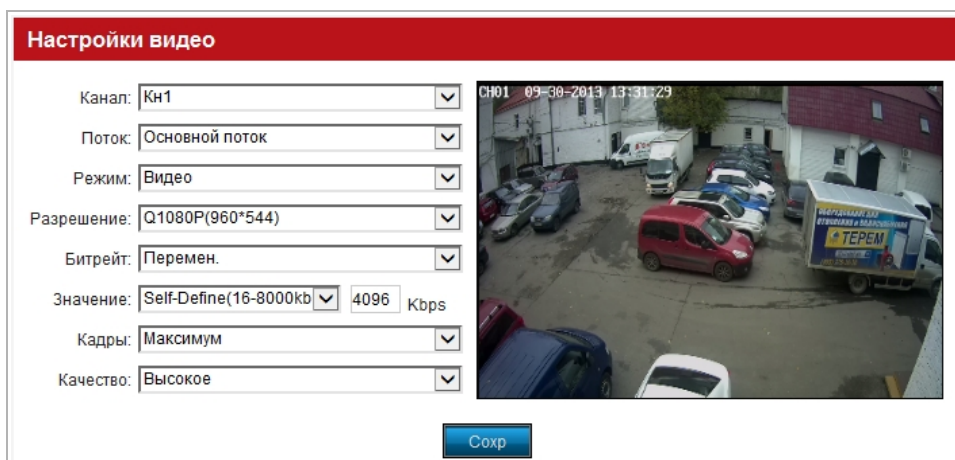 Настройки видео
Канал: Кн1
Поток: Основной поток
Режим: Видео
Разрешение: Q1080P(960*544)
Битрейт: Перемен.
Значение: Self-Define(16-8000kb 4096 Kbps
Кадры: Максимум
Качество: Высокое
CH01 09-30-2013 13:31:29
ТЕРЕМ
Сохр